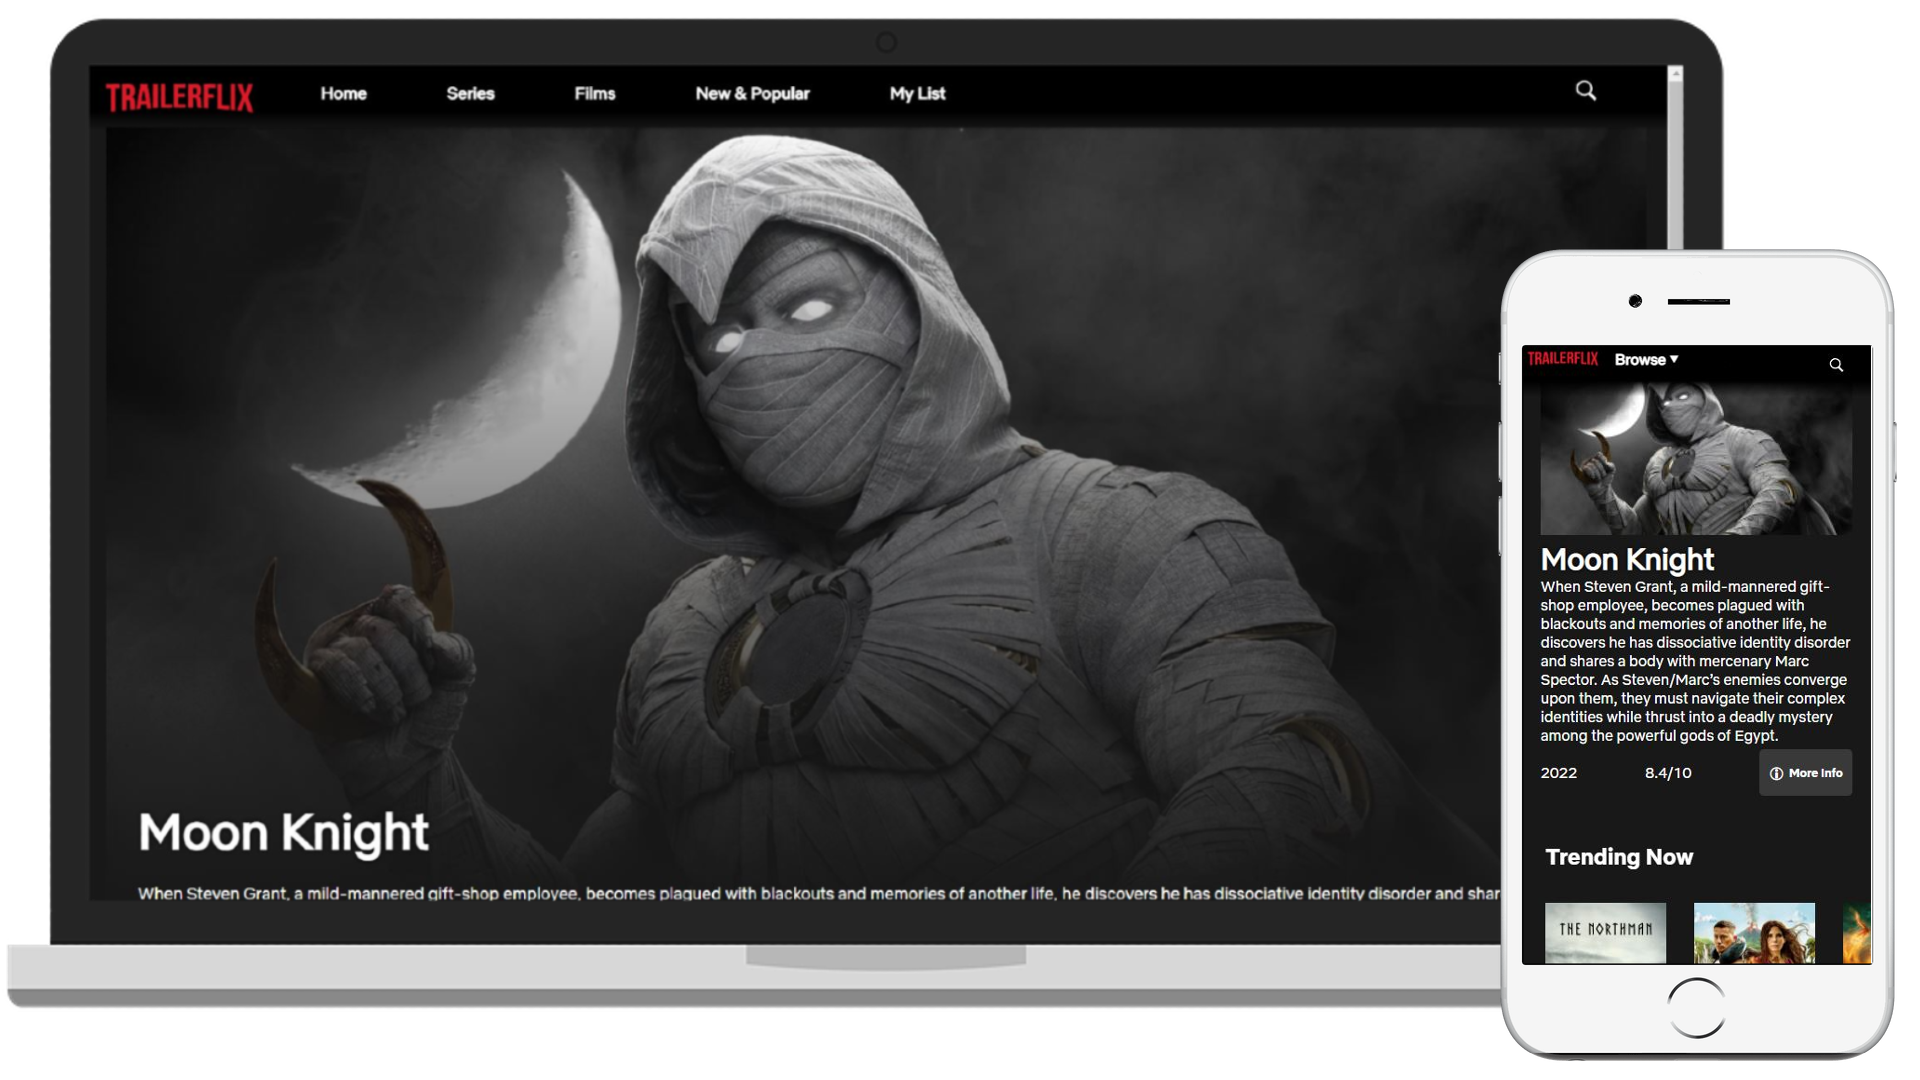 TRAILERFLIX Home Series Films New & Popular My List
Moon Knight
When Steven Grant, a mild-mannered gift-shop employee, becomes plagued with blackouts and memories of another life, he discovers he has dissociative identity disorder and shar
TRAILERFLIX Browse ▼
Moon Knight
When Steven Grant, a mild-mannered gift-
shop employee, becomes plagued with
blackouts and memories of another life, he
discovers he has dissociative identity disorder
and shares a body with mercenary Marc
Spector. As Steven/Marc’s enemies converge
upon them, they must navigate their complex
identities while thrust into a deadly mystery
among the powerful gods of Egypt.
2022 8.4/10 More Info
Trending Now
THE NORTHMAN